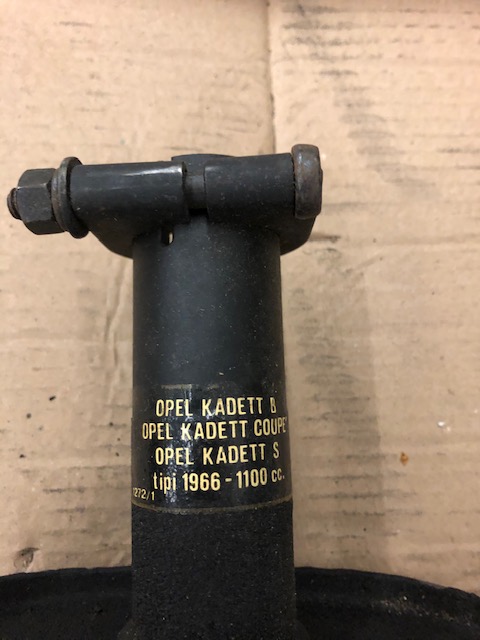 OPEL KADETT B
OPEL KADETT COUPE
OPEL KADETT S
tipi 1966 - 1100 cc.